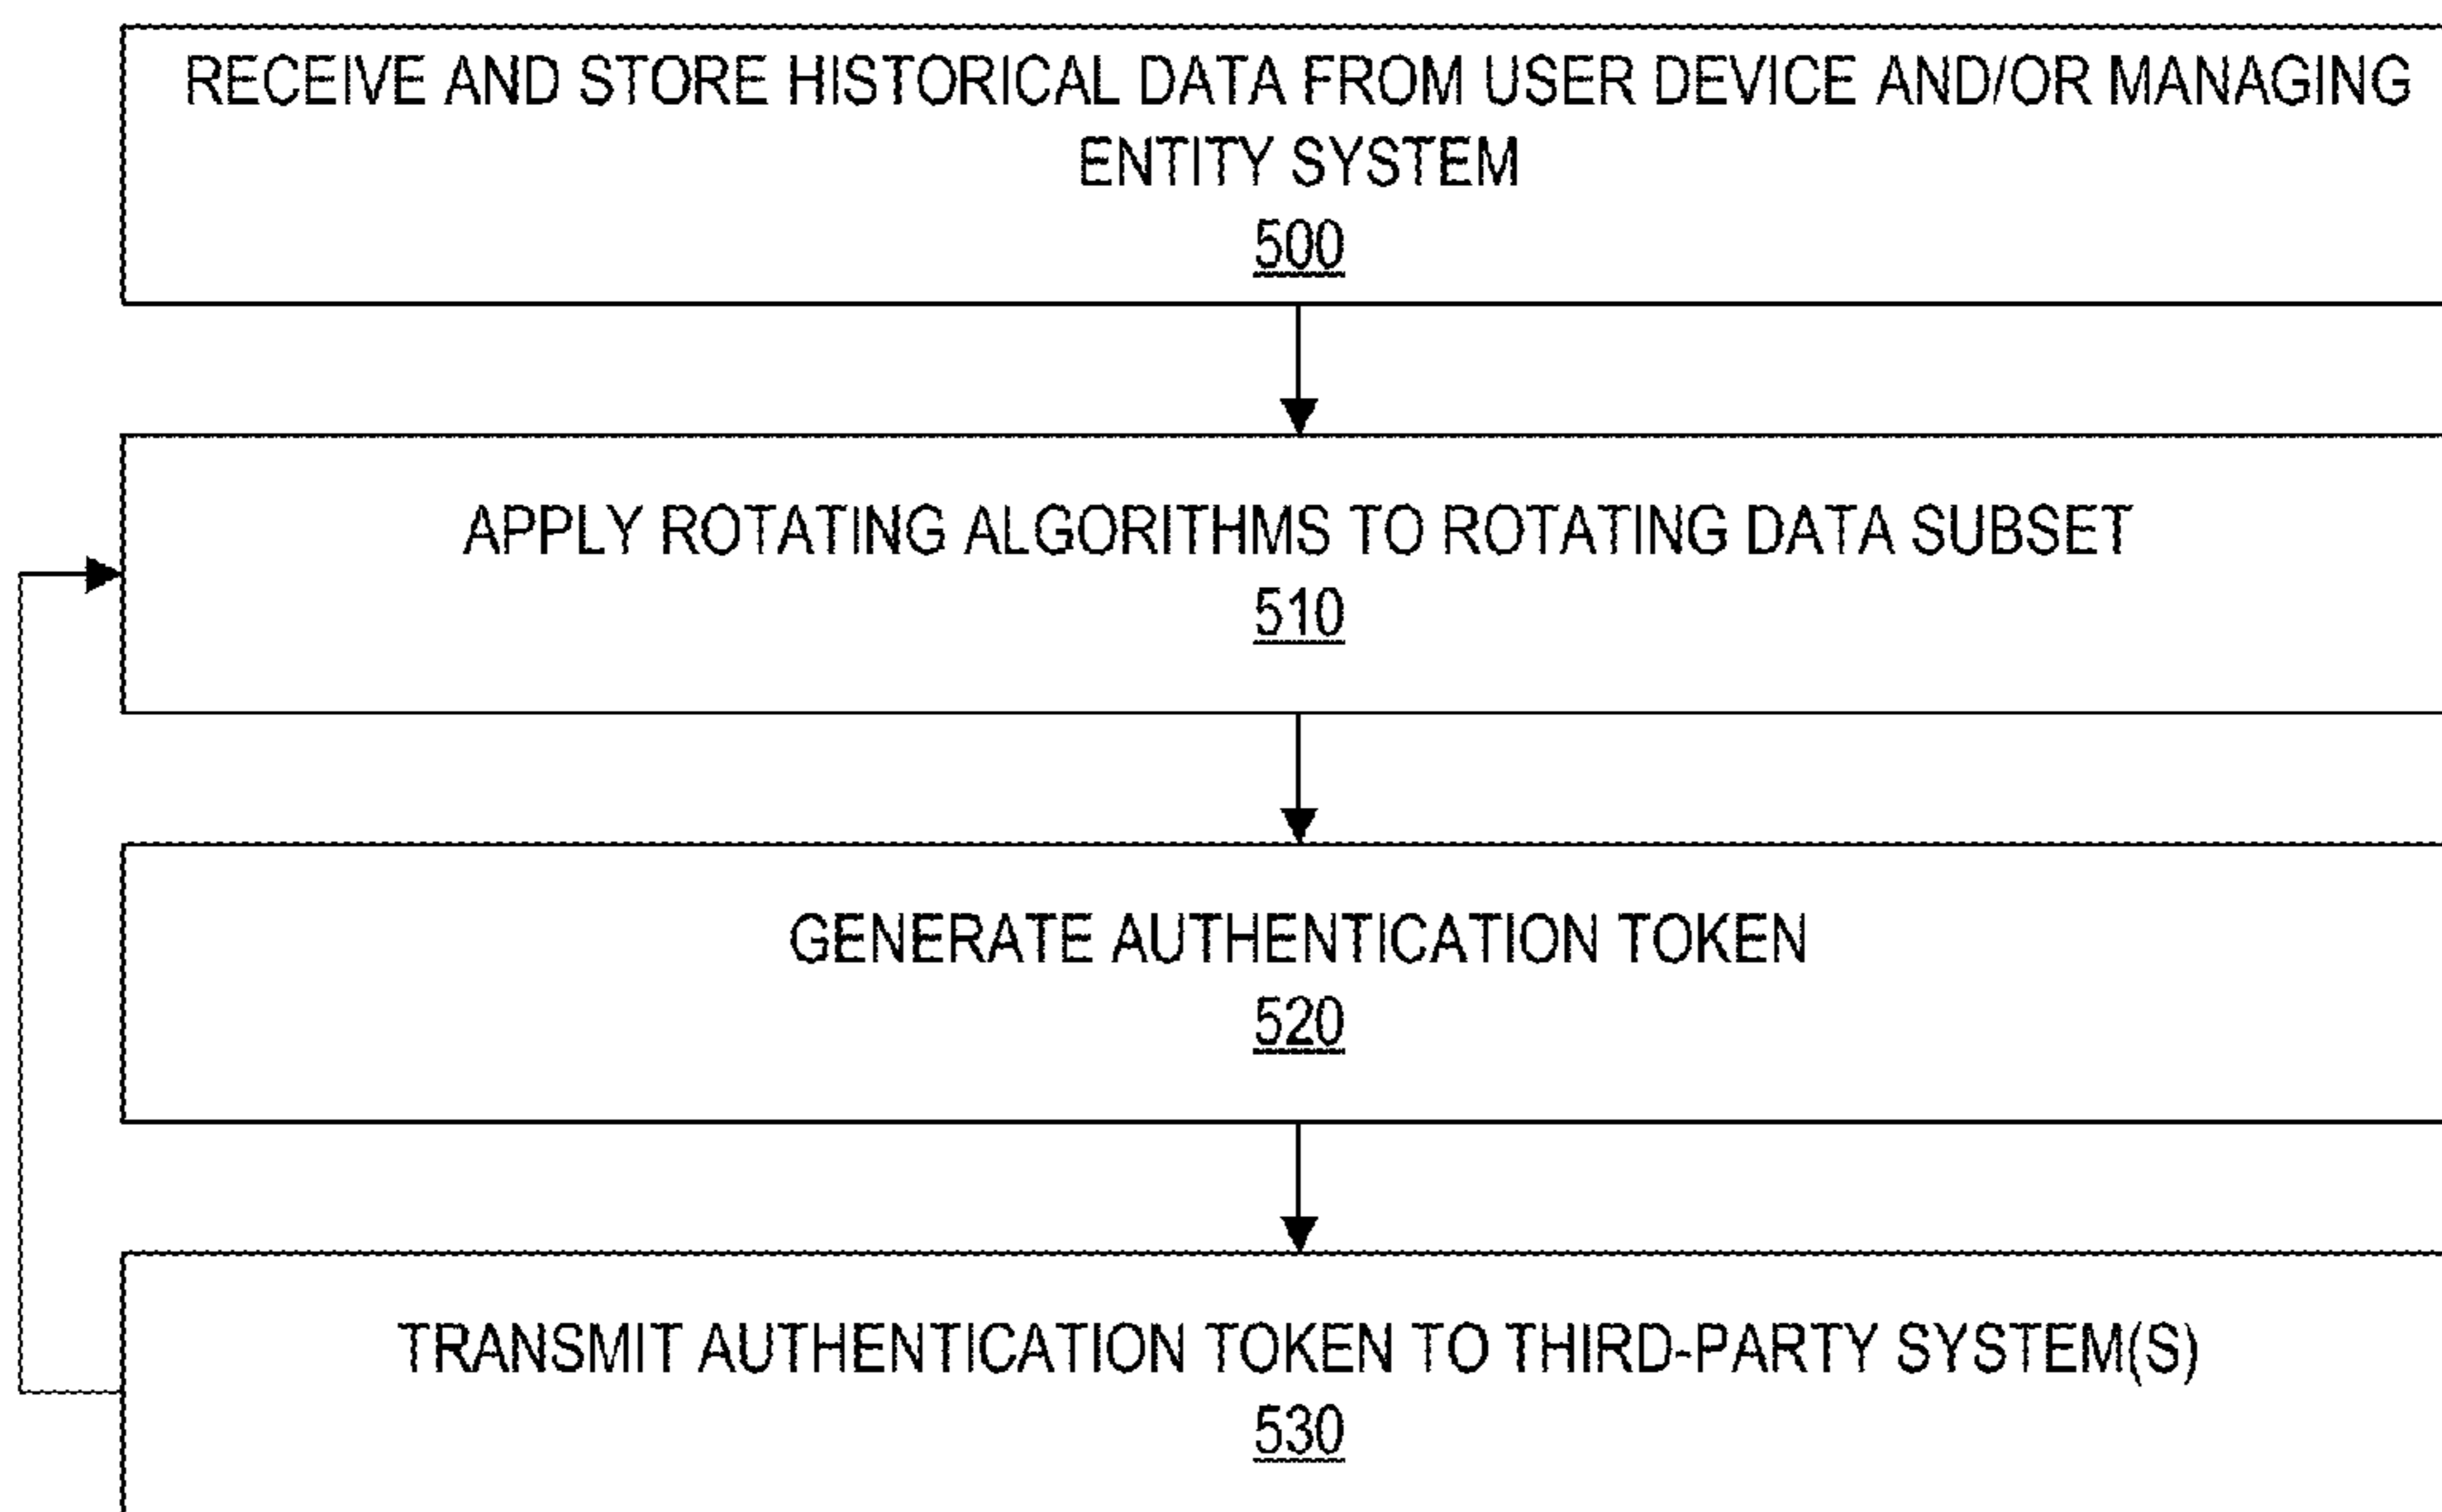 RECEIVE AND STORE HISTORICAL DATA FROM USER DEVICE AND/OR MANAGING
ENTITY SYSTEM
500
APPLY ROTATING ALGORITHMS TO ROTATING DATA SUBSET
510
GENERATE AUTHENTICATION TOKEN
520
TRANSMIT AUTHENTICATION TOKEN TO THIRD-PARTY SYSTEM(S)
530